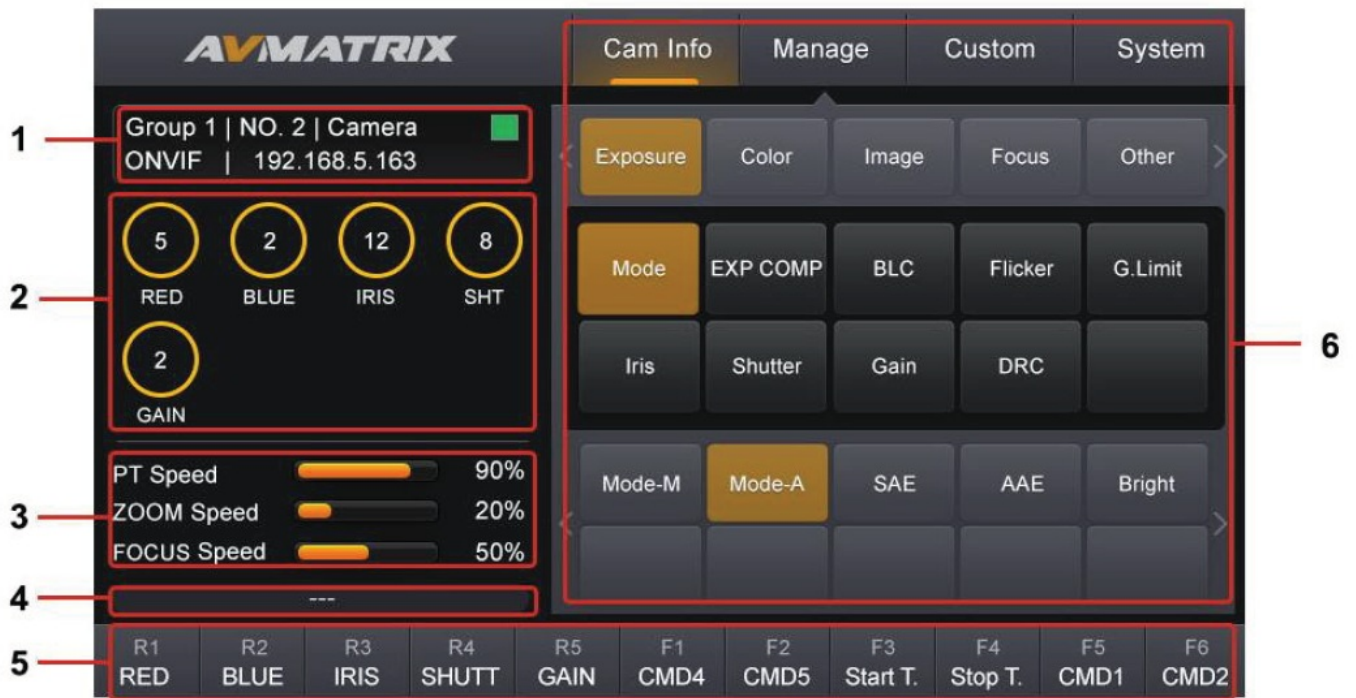 AVMATRIX
Cam Info Manage Custom System
1
Group 1 | NO. 2 | Camera
ONVIF | 192.168.5.163
Exposure Color Image Focus Other
2
5 2 12 8
RED BLUE IRIS SHT
2
GAIN
Mode EXP COMP BLC Flicker G.Limit
Iris Shutter Gain DRC
6
3
PT Speed 90%
ZOOM Speed 20%
FOCUS Speed 50%
Mode-M Mode-A SAE AAE Bright
4
---
5
R1 R2 R3 R4 R5 F1 F2 F3 F4 F5 F6
RED BLUE IRIS SHUTT GAIN CMD4 CMD5 Start T. Stop T. CMD1 CMD2